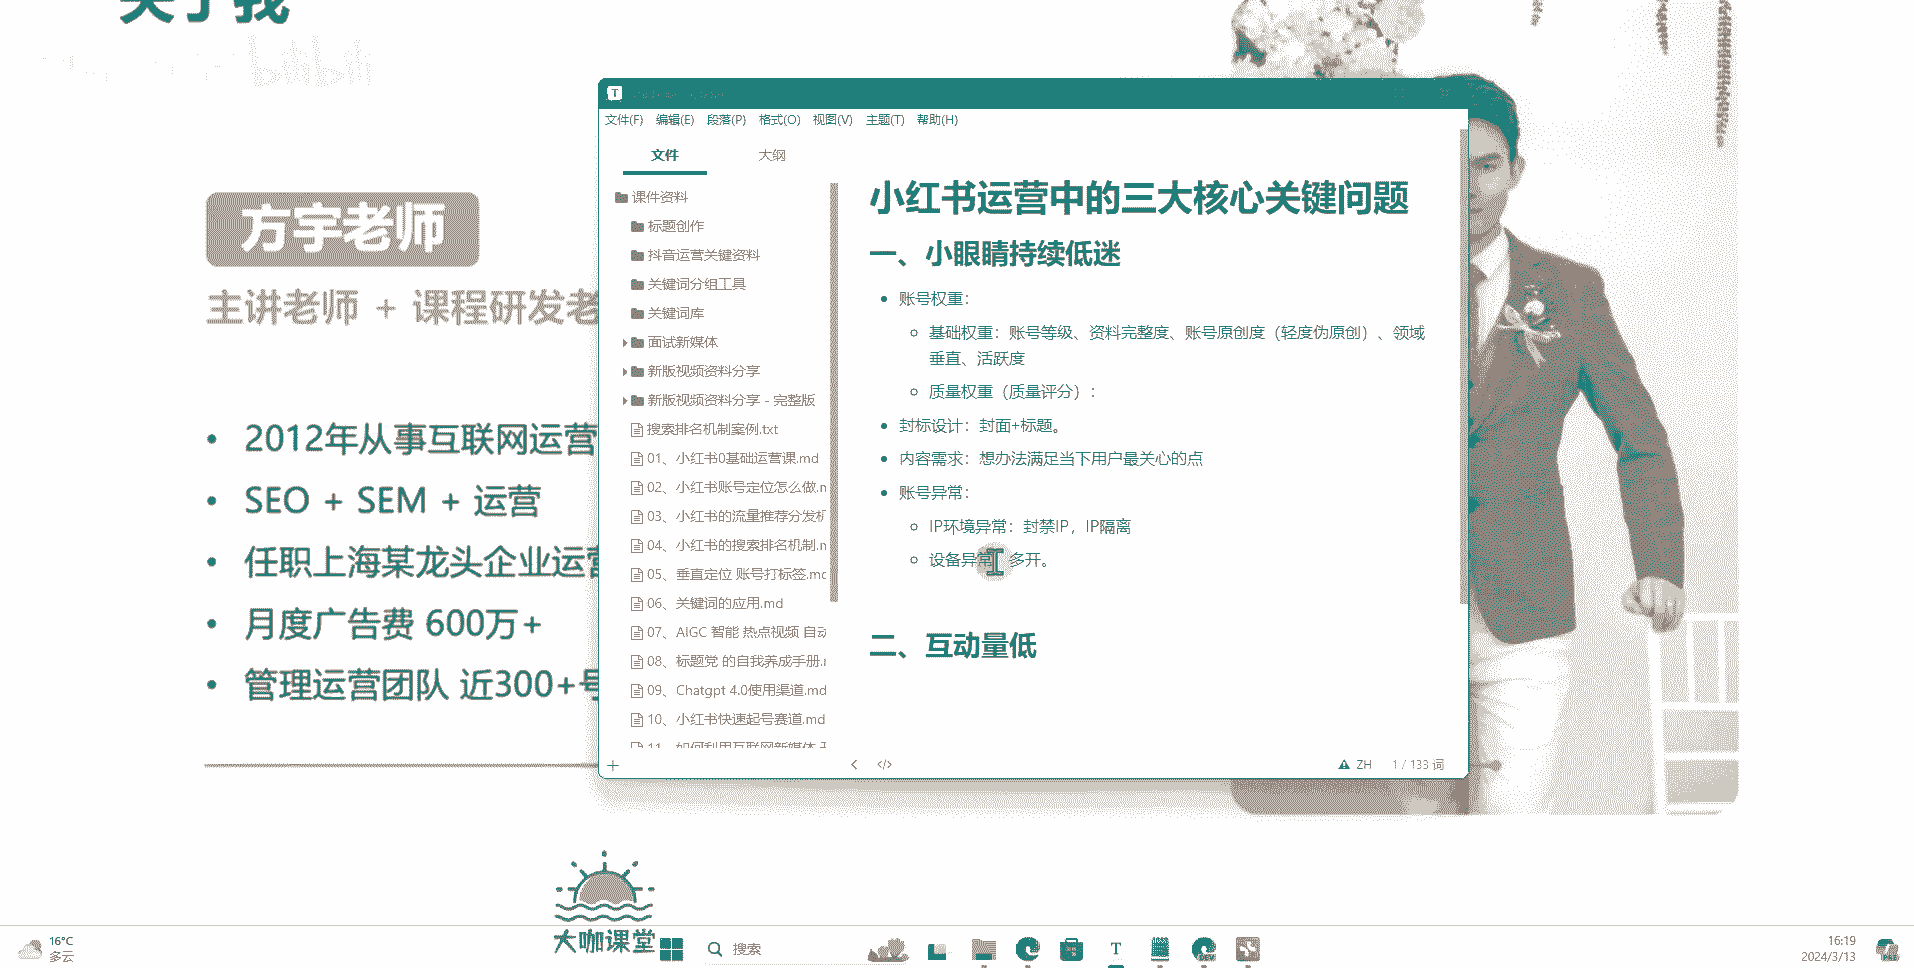 关于我
bilibili
方宇老师
主讲老师 + 课程研发老
• 2012年从事互联网运营
• SEO + SEM + 运营
• 任职上海某龙头企业运营
• 月度广告费 600万+
• 管理运营团队 近300+号
T
文件(F) 编辑(E) 段落(P) 格式(O) 视图(V) 主题(T) 帮助(H)
文件 大纲
课件资料
标题创作
抖音运营关键资料
关键词分组工具
关键词库
面试新媒体
新版视频资料分享
新版视频资料分享 - 完整版
搜索排名机制案例.txt
01、小红书0基础运营课.md
02、小红书账号定位怎么做.m
03、小红书的流量推荐分发机
04、小红书的搜索排名机制.m
05、垂直定位 账号打标签.md
06、关键词的应用.md
07、AIGC 智能 热点视频 自动
08、标题党 的自我养成手册.m
09、Chatgpt 4.0使用渠道.md
10、小红书快速起号赛道.md
11、如何利用互联网新媒体
小红书运营中的三大核心关键问题
一、小眼睛持续低迷
• 账号权重：
基础权重：账号等级、资料完整度、账号原创度（轻度伪原创）、领域
垂直、活跃度
质量权重（质量评分）：
• 封标设计：封面+标题。
• 内容需求：想办法满足当下用户最关心的点
• 账号异常：
IP环境异常：封禁IP，IP隔离
设备异常 多开。
二、互动量低
+ < </> ZH 1 / 133 词
大咖课堂
16°C
多云
搜索
T
DEV
16:19
2024/3/13
PRE